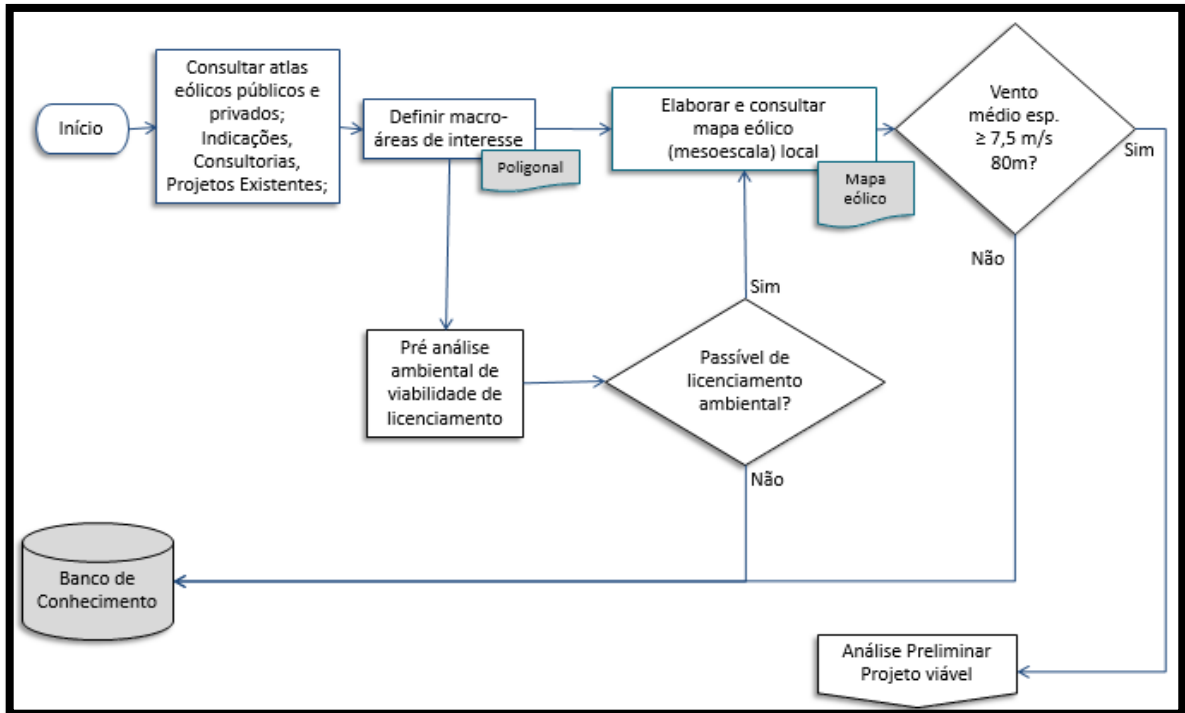 Início
Consultar atlas
eólicos públicos e
privados;
Indicações,
Consultorias,
Projetos Existentes;
Definir macro-
áreas de interesse
Poligonal
Elaborar e consultar
mapa eólico
(mesoescala) local
Mapa
eólico
Vento
médio esp.
≥ 7,5 m/s
80m?
Sim
Não
Sim
Pré análise
ambiental de
viabilidade de
licenciamento
Passível de
licenciamento
ambiental?
Não
Banco de
Conhecimento
Análise Preliminar
Projeto viável